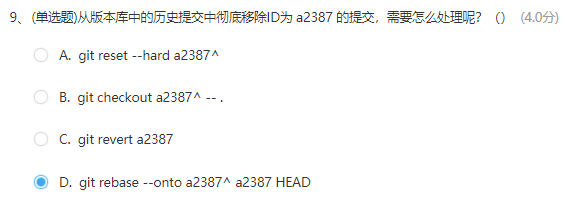 9、(单选题)从版本库中的历史提交中彻底移除ID为 a2387 的提交，需要怎么处理呢？（） (4.0分)
A. git reset --hard a2387^
B. git checkout a2387^ -- .
C. git revert a2387
D. git rebase --onto a2387^ a2387 HEAD